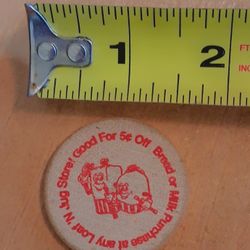 1 2
FT
INC
Good For 5¢ Off Bread or Milk Purchase at any Loaf 'N Jug Store!